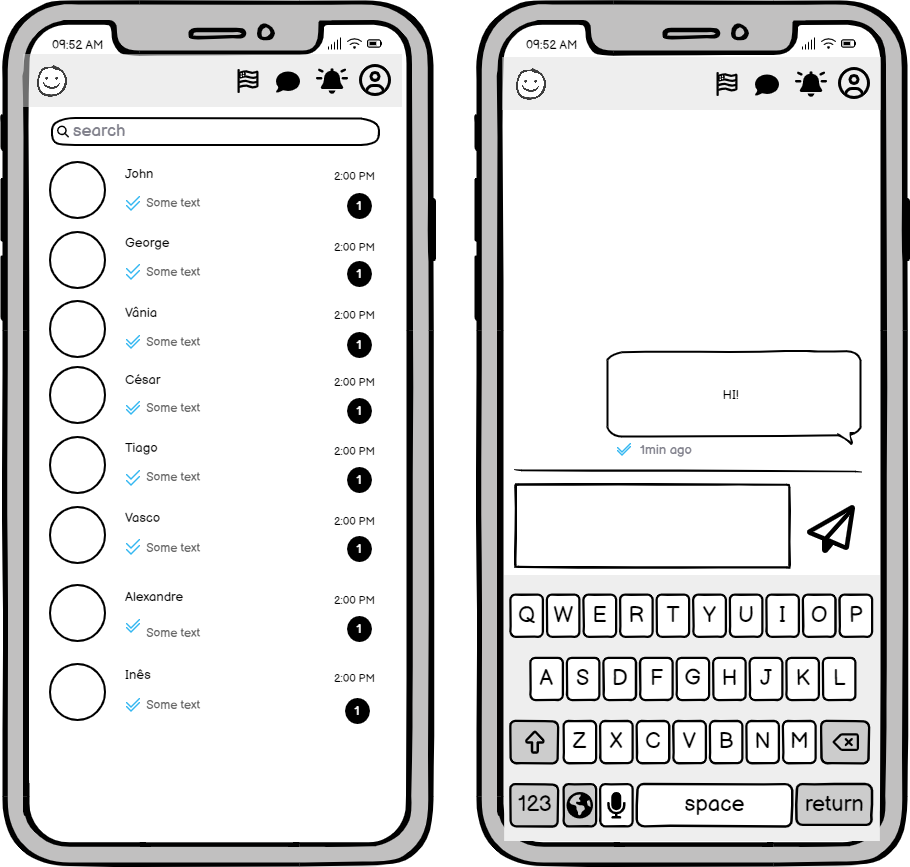 09:52 AM
search
John
2:00 PM
Some text
1
George
2:00 PM
Some text
1
Vânia
2:00 PM
Some text
1
César
2:00 PM
Some text
1
Tiago
2:00 PM
Some text
1
Vasco
2:00 PM
Some text
1
Alexandre
2:00 PM
Some text
1
Inês
2:00 PM
Some text
1
09:52 AM
HI!
1min ago
Q W E R T Y U I O P
A S D F G H J K L
Z X C V B N M
123 space return